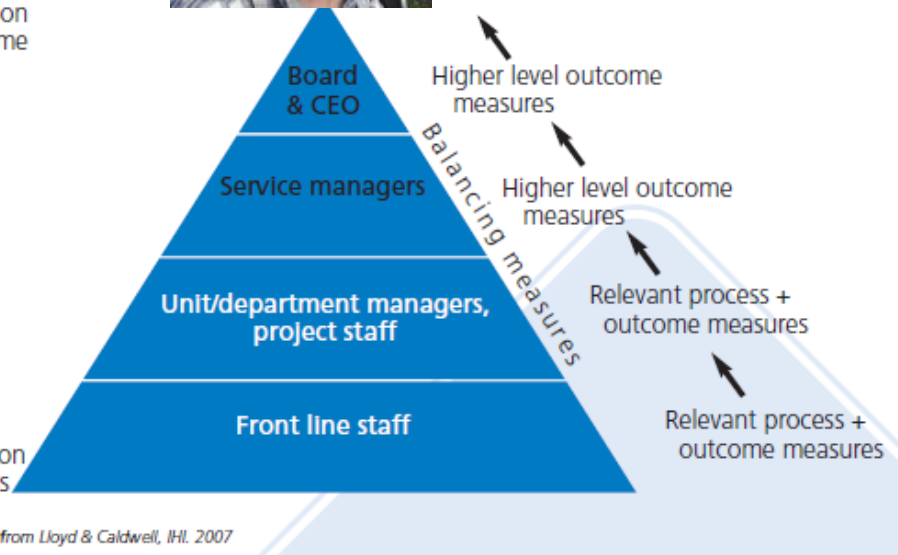 on
me
Board
& CEO
Higher level outcome
measures
Balancing measures
Service managers
Higher level outcome
measures
Unit/department managers,
project staff
Relevant process +
outcome measures
Front line staff
Relevant process +
outcome measures
on
s
from Lloyd & Caldwell, IHI. 2007